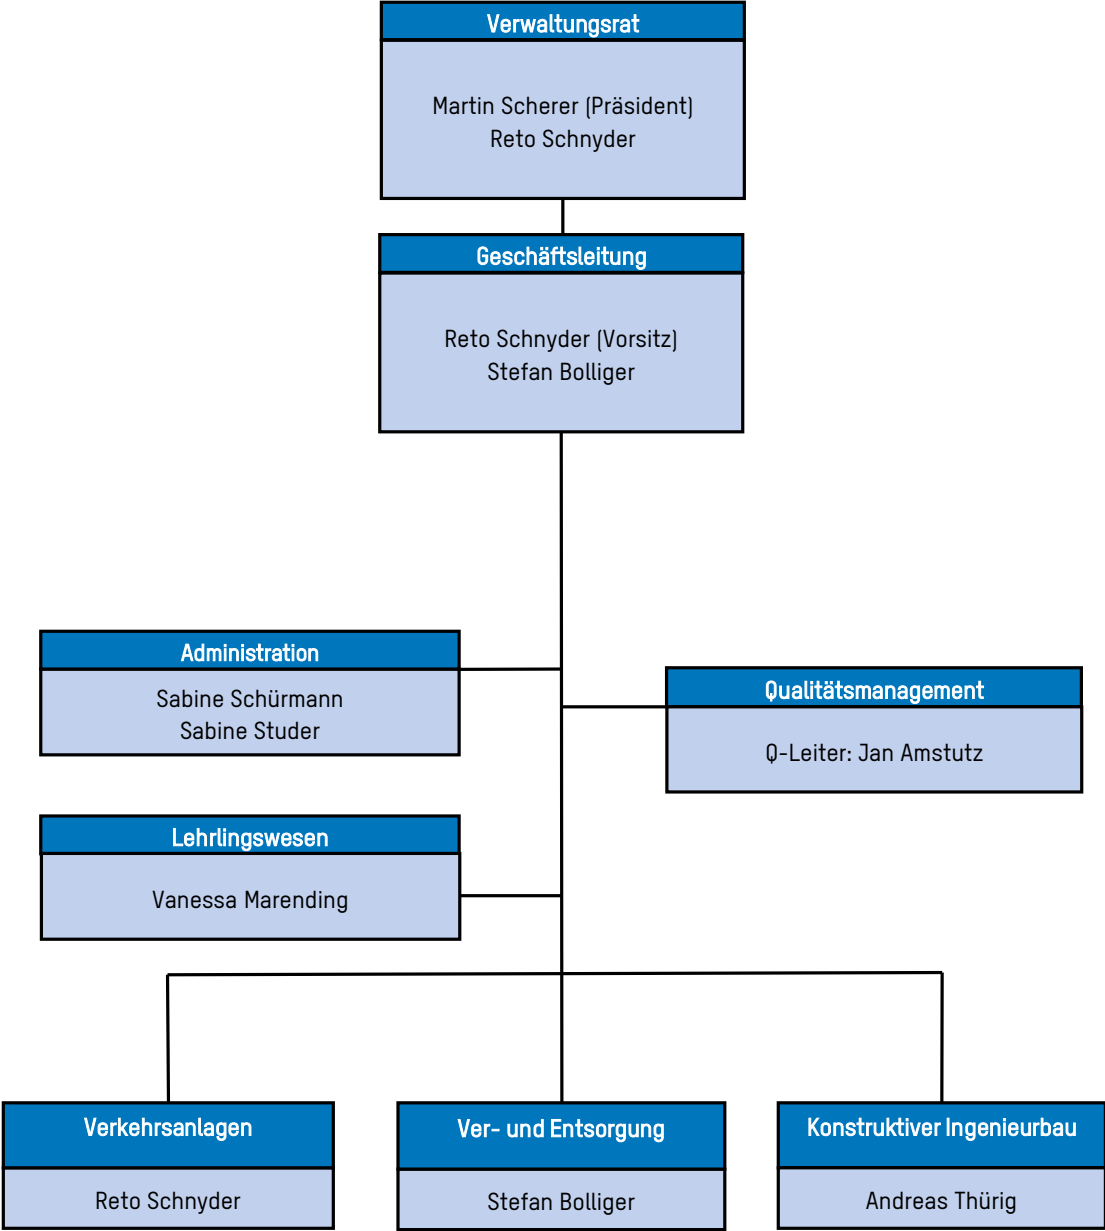 Verwaltungsrat
Martin Scherer (Präsident)
Reto Schnyder
Geschäftsleitung
Reto Schnyder (Vorsitz)
Stefan Bolliger
Administration
Sabine Schürmann
Sabine Studer
Qualitätsmanagement
Q-Leiter: Jan Amstutz
Lehrlingswesen
Vanessa Marending
Verkehrsanlagen
Reto Schnyder
Ver- und Entsorgung
Stefan Bolliger
Konstruktiver Ingenieurbau
Andreas Thürig